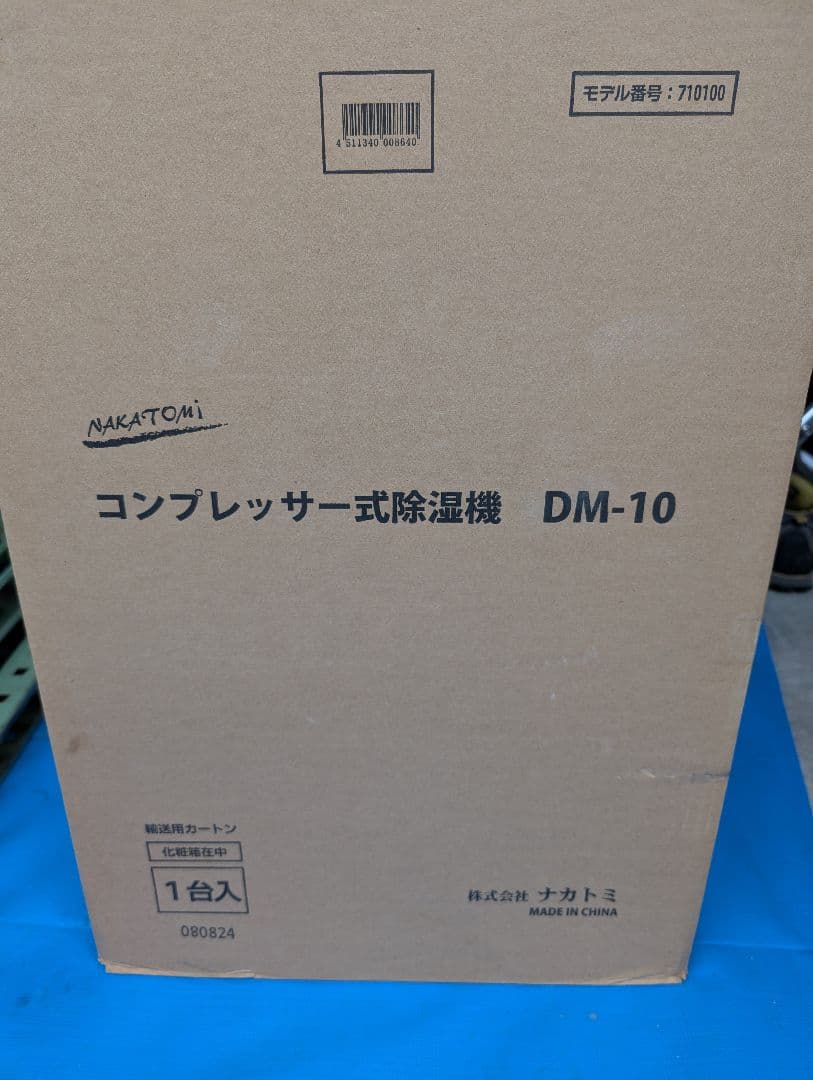 モデル番号：710100
4 511340 008640
NAKATOMi
コンプレッサー式除湿機　DM-10
輸送用カートン
化粧箱在中
1台入
株式会社 ナカトミ
MADE IN CHINA
080824